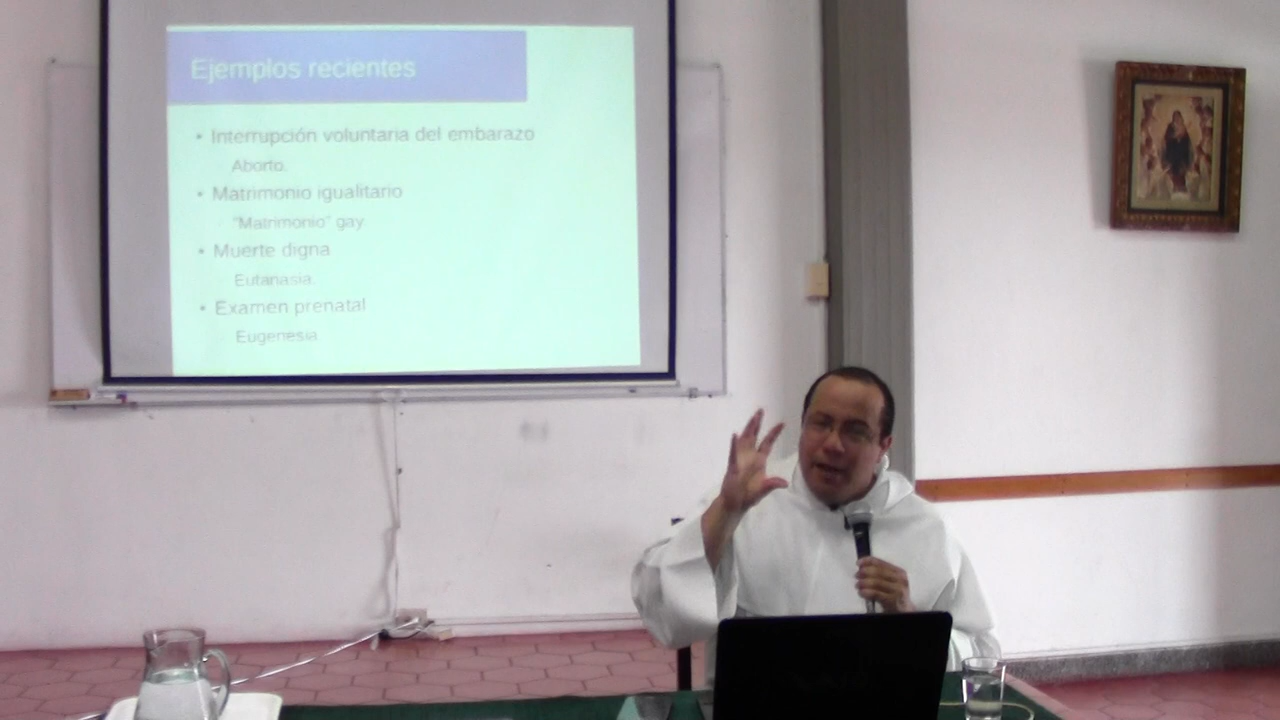 Ejemplos recientes
• Interrupción voluntaria del embarazo
Aborto.
• Matrimonio igualitario
"Matrimonio" gay
• Muerte digna
Eutanasia.
• Examen prenatal
Eugenesia